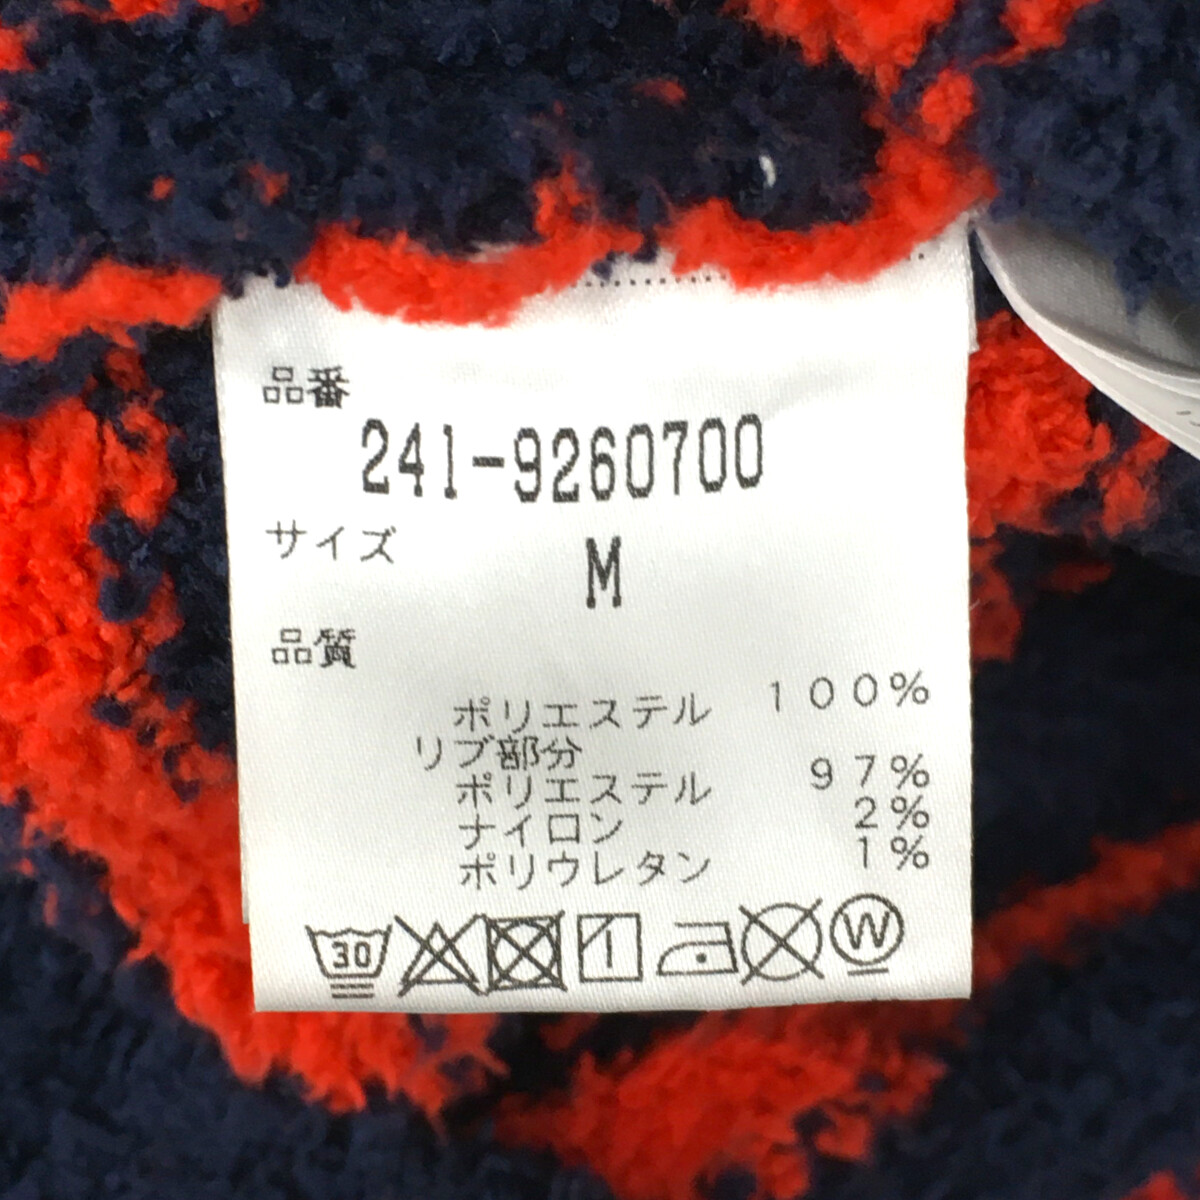 品番
241-9260700
サイズ
M
品質
ポリエステル 100%
リブ部分
ポリエステル 97%
ナイロン 2%
ポリウレタン 1%
30 W